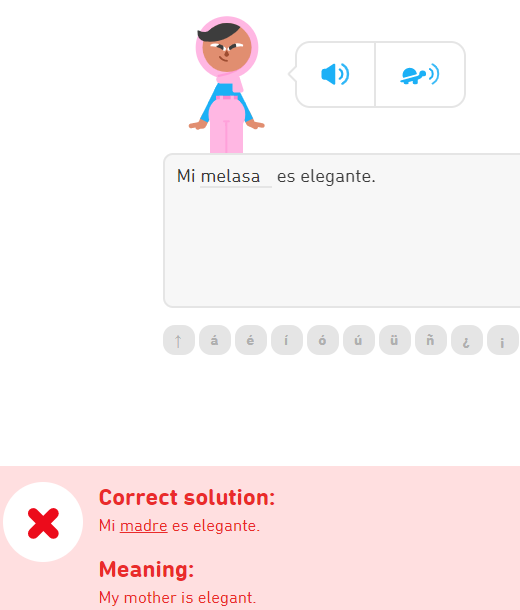 Mi melasa es elegante.
↑ á é í ó ú ü ñ ¿ ¡
Correct solution:
Mi madre es elegante.
Meaning:
My mother is elegant.